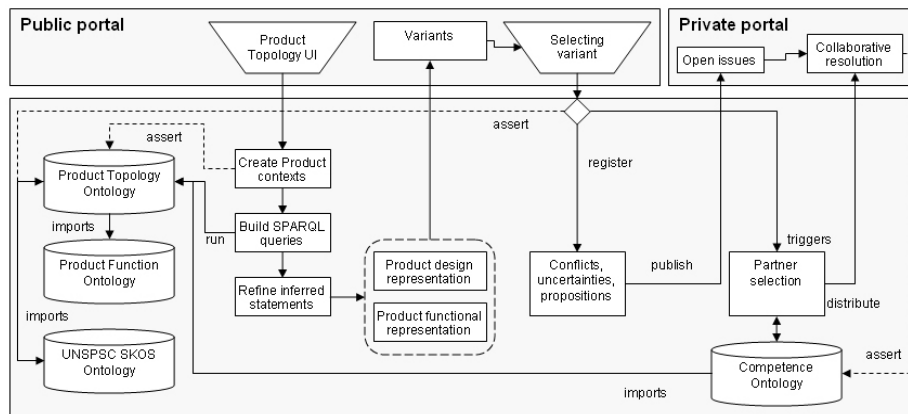 Public portal
Private portal
Product
Topology UI
Variants
Selecting
variant
Open issues
Collaborative
resolution
assert
assert
Create Product
contexts
register
Product Topology
Ontology
imports
run
Build SPARQL
queries
triggers
Product Function
Ontology
Product design
representation
Conflicts,
uncertainties,
propositions
publish
Partner
selection
distribute
Refine inferred
statements
Product functional
representation
imports
UNSPSC SKOS
Ontology
Competence
Ontology
assert
imports